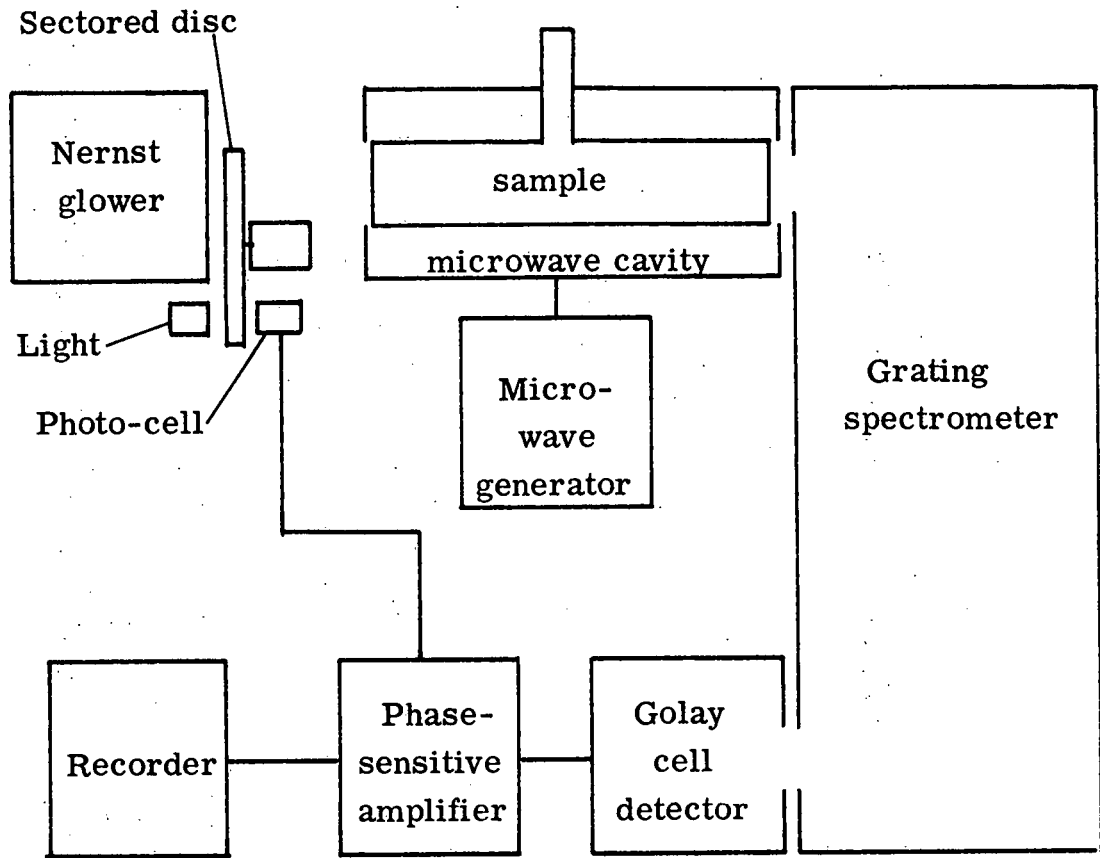 Sectored disc
Nernst
glower
sample
microwave cavity
Light
Photo-cell
Micro-
wave
generator
Grating
spectrometer
Recorder
Phase-
sensitive
amplifier
Golay
cell
detector